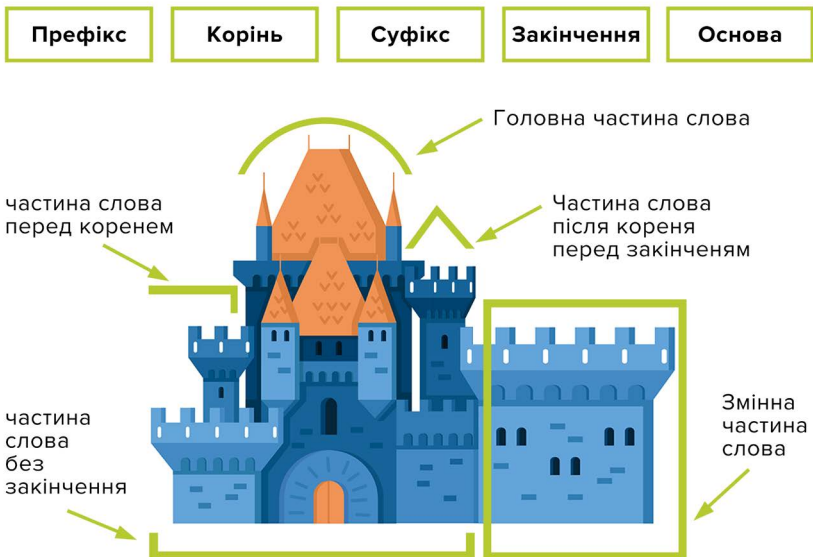 Префікс
Корінь
Суфікс
Закінчення
Основа
Головна частина слова
частина слова
перед коренем
Частина слова
після кореня
перед закінченям
частина
слова
без
закінчення
Змінна
частина
слова